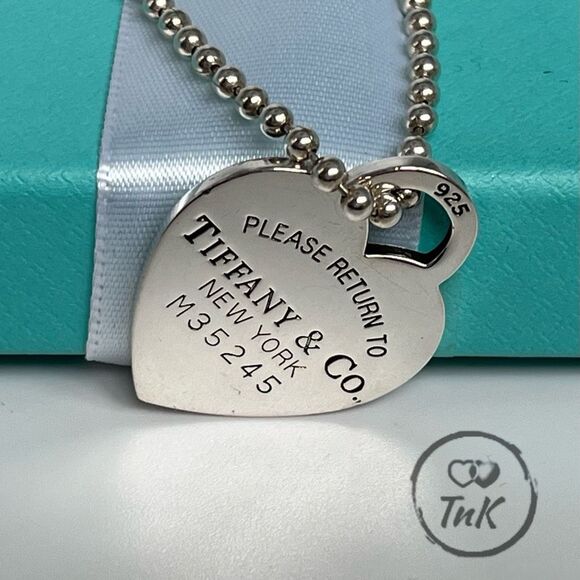 925
PLEASE RETURN TO
TIFFANY & CO.
NEW YORK
M35245
TnK